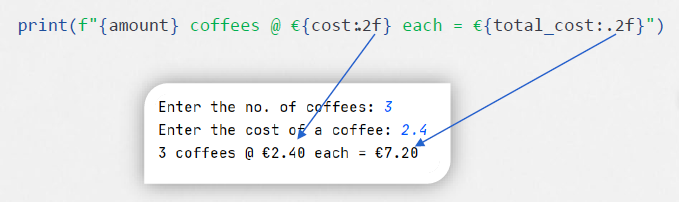 print(f"{amount} coffees @ €{cost:.2f} each = €{total_cost:.2f}")
Enter the no. of coffees: 3
Enter the cost of a coffee: 2.4
3 coffees @ €2.40 each = €7.20